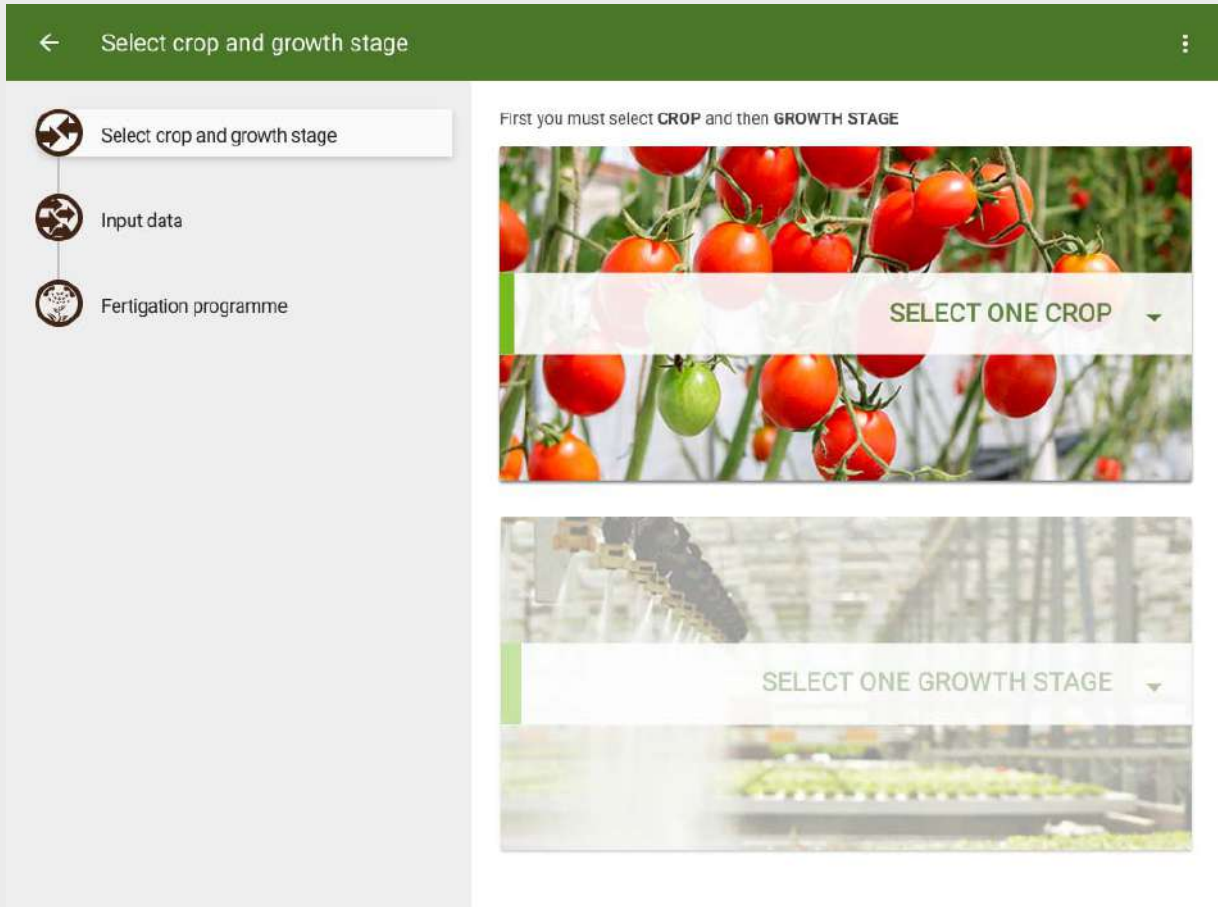 Select crop and growth stage
Select crop and growth stage
Input data
Fertigation programme
First you must select CROP and then GROWTH STAGE
SELECT ONE CROP
SELECT ONE GROWTH STAGE